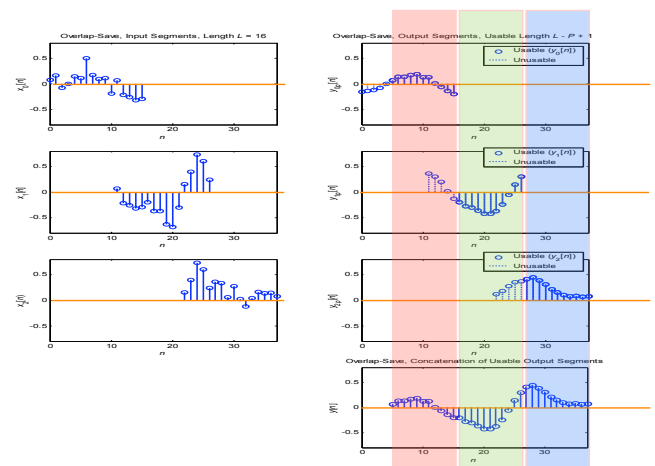 Overlap-Save, Input Segments, Length L = 16
Overlap-Save, Output Segments, Usable Length L - P + 1
x0[n]
0.5
0
-0.5
0 10 20 30
n
y0p[n]
0.5
0
-0.5
Usable (y0[n])
Unusable
0 10 20 30
n
x1[n]
0.5
0
-0.5
0 10 20 30
n
y1p[n]
0.5
0
-0.5
Usable (y1[n])
Unusable
0 10 20 30
n
x2[n]
0.5
0
-0.5
0 10 20 30
n
y2p[n]
0.5
0
-0.5
Usable (y2[n])
Unusable
0 10 20 30
n
Overlap-Save, Concatenation of Usable Output Segments
y[n]
0.5
0
-0.5
0 10 20 30
n